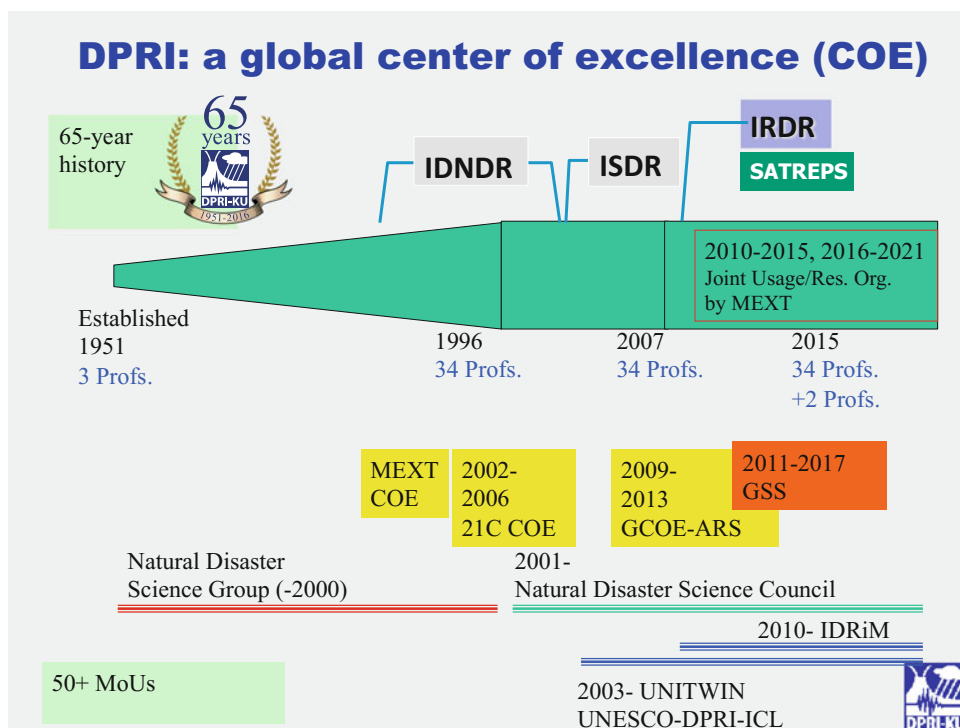 DPRI: a global center of excellence (COE)
65-year
history
65
years
DPRI-KU
1951-2016
IDNDR
ISDR
IRDR
SATREPS
2010-2015, 2016-2021
Joint Usage/Res. Org.
by MEXT
Established
1951
3 Profs.
1996
34 Profs.
2007
34 Profs.
2015
34 Profs.
+2 Profs.
MEXT
COE
2002-
2006
21C COE
2009-
2013
GCOE-ARS
2011-2017
GSS
Natural Disaster
Science Group (-2000)
2001-
Natural Disaster Science Council
2010- IDRiM
50+ MoUs
2003- UNITWIN
UNESCO-DPRI-ICL
DPRI-KU